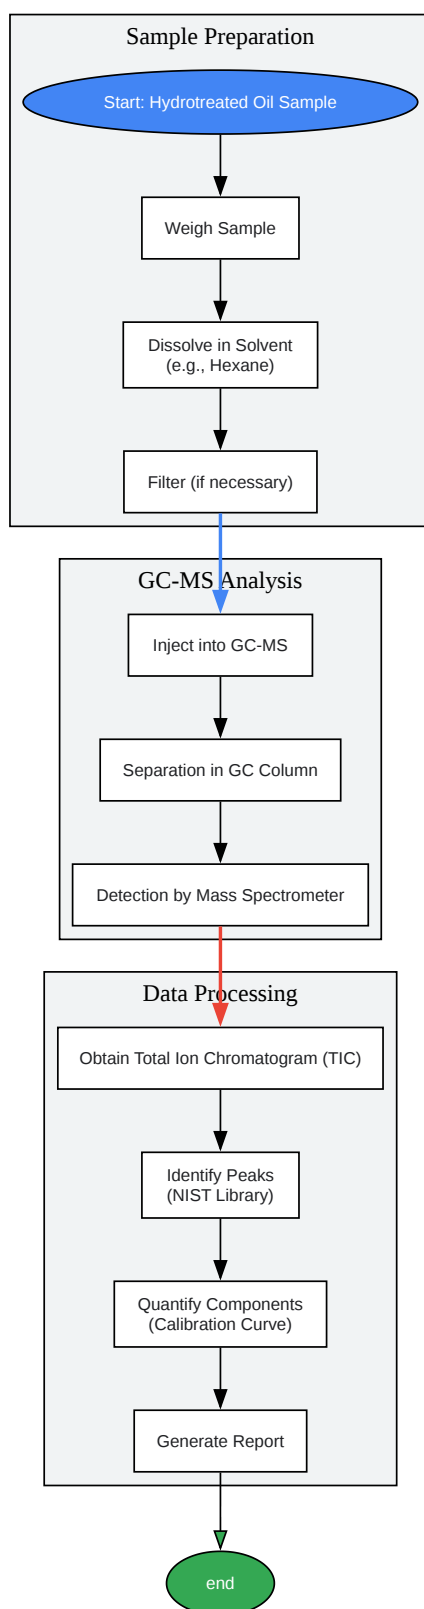 Sample Preparation
Start: Hydrotreated Oil Sample
Weigh Sample
Dissolve in Solvent
(e.g., Hexane)
Filter (if necessary)
GC-MS Analysis
Inject into GC-MS
Separation in GC Column
Detection by Mass Spectrometer
Data Processing
Obtain Total Ion Chromatogram (TIC)
Identify Peaks
(NIST Library)
Quantify Components
(Calibration Curve)
Generate Report
end